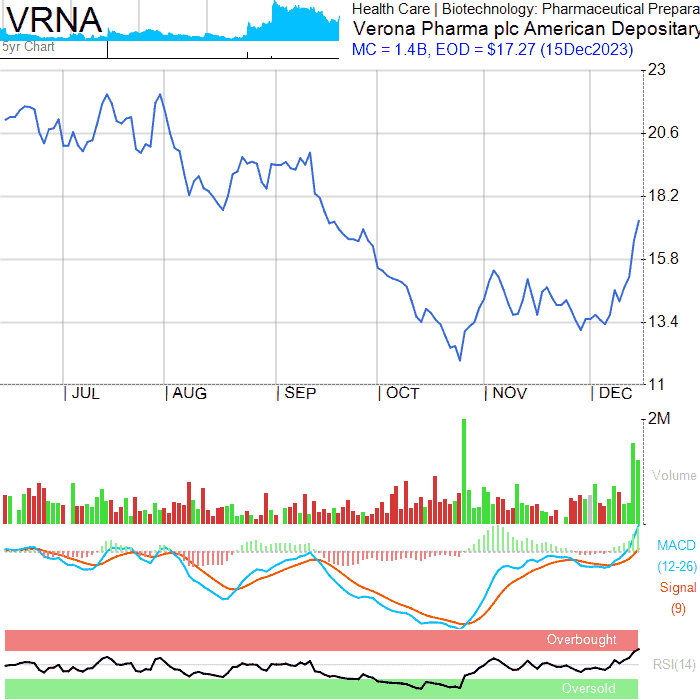 VRNA
5yr Chart
Health Care | Biotechnology: Pharmaceutical Prepara
Verona Pharma plc American Depositary
MC = 1.4B, EOD = $17.27 (15Dec2023)
23
20.6
18.2
15.8
13.4
11
JUL AUG SEP OCT NOV DEC
2M
Volume
MACD
(12-26)
Signal
(9)
Overbought
RSI(14)
Oversold